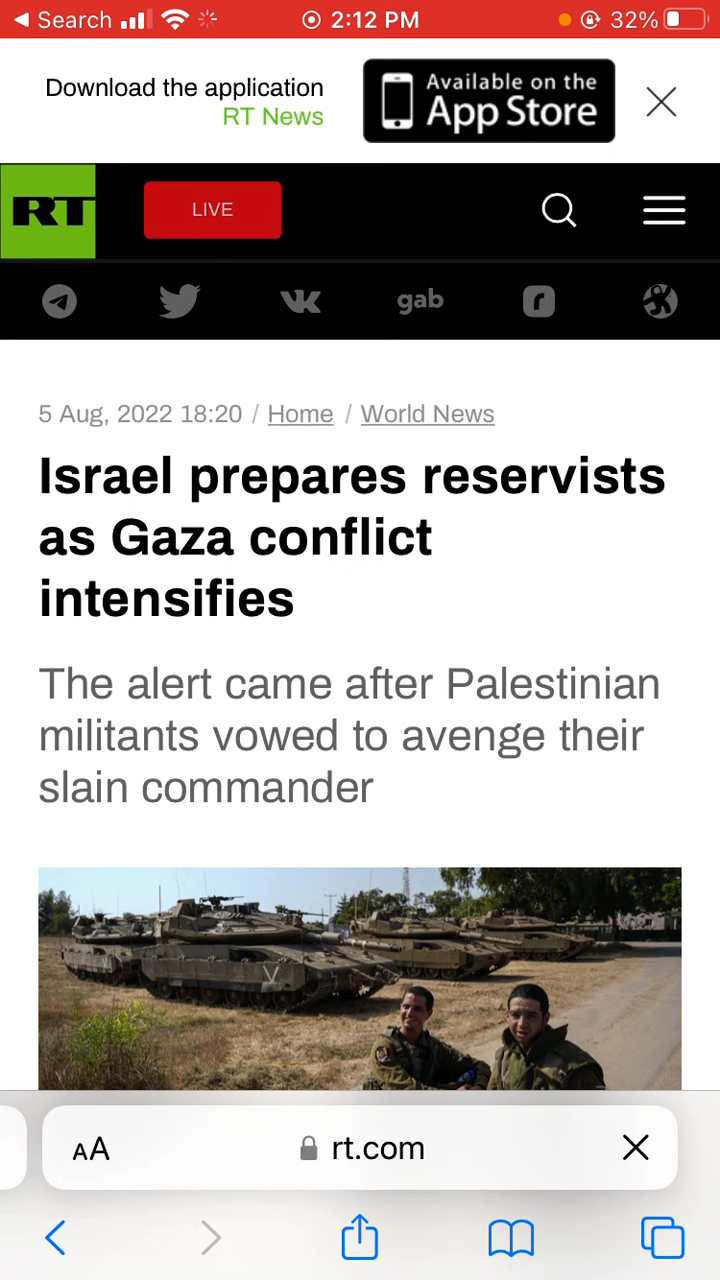 Search
2:12 PM
32%
Download the application
RT News
Available on the
App Store
RT
LIVE
gab
5 Aug, 2022 18:20 / Home / World News
Israel prepares reservists
as Gaza conflict
intensifies
The alert came after Palestinian
militants vowed to avenge their
slain commander
AA
rt.com